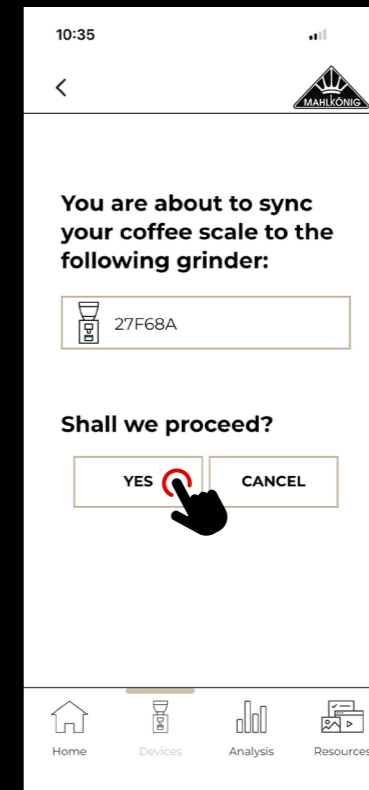 10:35
MAHLKÖNIG
You are about to sync
your coffee scale to the
following grinder:
27F68A
Shall we proceed?
YES
CANCEL
Home
Devices
Analysis
Resources